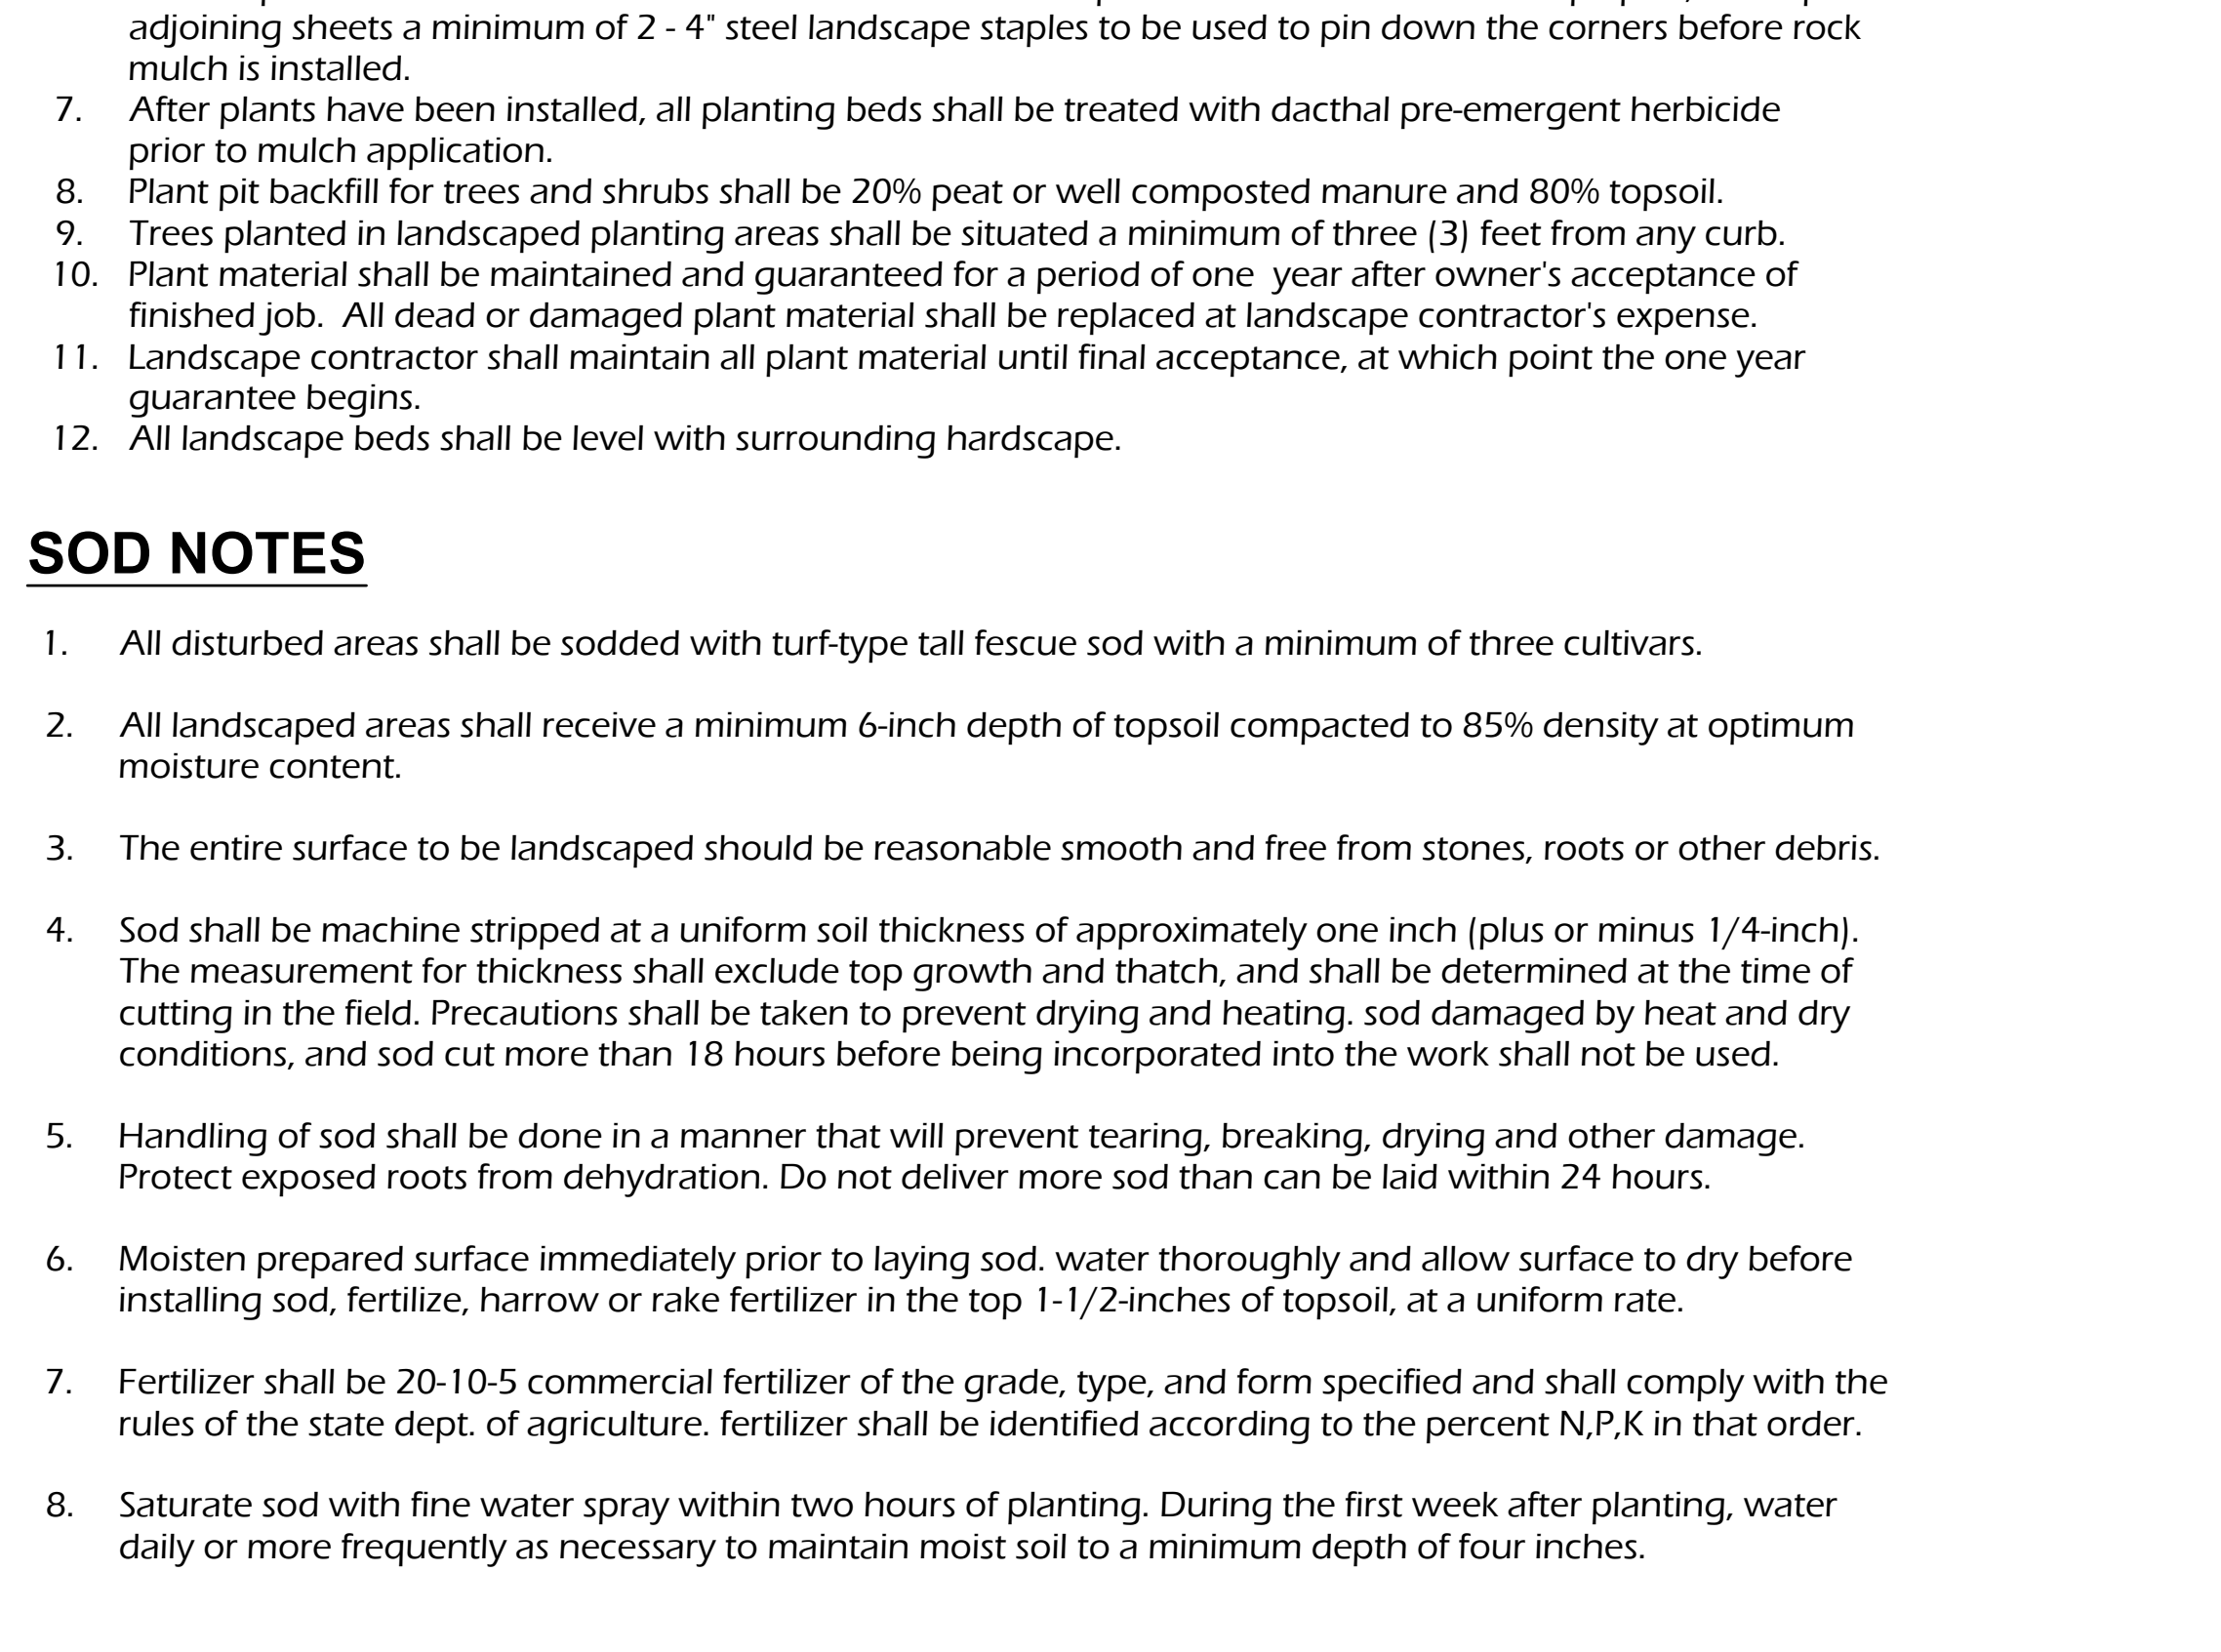 adjoining sheets a minimum of 2 - 4" steel landscape staples to be used to pin down the corners before rock
mulch is installed.
7. After plants have been installed, all planting beds shall be treated with dacthal pre-emergent herbicide
prior to mulch application.
8. Plant pit backfill for trees and shrubs shall be 20% peat or well composted manure and 80% topsoil.
9. Trees planted in landscaped planting areas shall be situated a minimum of three (3) feet from any curb.
10. Plant material shall be maintained and guaranteed for a period of one  year after owner's acceptance of
finished job.  All dead or damaged plant material shall be replaced at landscape contractor's expense.
11. Landscape contractor shall maintain all plant material until final acceptance, at which point the one year
guarantee begins.
12. All landscape beds shall be level with surrounding hardscape.
SOD NOTES
1. All disturbed areas shall be sodded with turf-type tall fescue sod with a minimum of three cultivars.
2. All landscaped areas shall receive a minimum 6-inch depth of topsoil compacted to 85% density at optimum
moisture content.
3. The entire surface to be landscaped should be reasonable smooth and free from stones, roots or other debris.
4. Sod shall be machine stripped at a uniform soil thickness of approximately one inch (plus or minus 1/4-inch).
The measurement for thickness shall exclude top growth and thatch, and shall be determined at the time of
cutting in the field. Precautions shall be taken to prevent drying and heating. sod damaged by heat and dry
conditions, and sod cut more than 18 hours before being incorporated into the work shall not be used.
5. Handling of sod shall be done in a manner that will prevent tearing, breaking, drying and other damage.
Protect exposed roots from dehydration. Do not deliver more sod than can be laid within 24 hours.
6. Moisten prepared surface immediately prior to laying sod. water thoroughly and allow surface to dry before
installing sod, fertilize, harrow or rake fertilizer in the top 1-1/2-inches of topsoil, at a uniform rate.
7. Fertilizer shall be 20-10-5 commercial fertilizer of the grade, type, and form specified and shall comply with the
rules of the state dept. of agriculture. fertilizer shall be identified according to the percent N,P,K in that order.
8. Saturate sod with fine water spray within two hours of planting. During the first week after planting, water
daily or more frequently as necessary to maintain moist soil to a minimum depth of four inches.